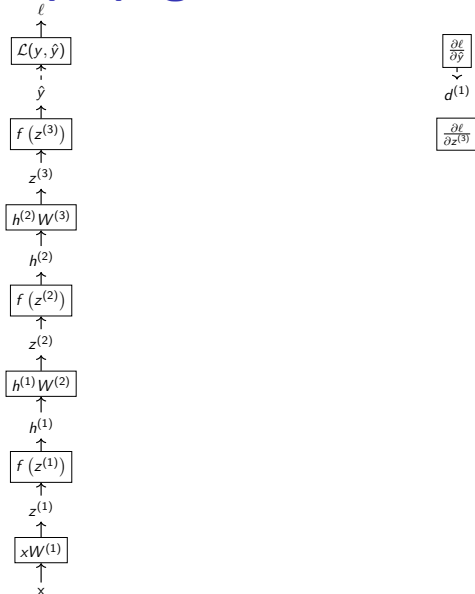 ℓ
ℒ(y, ŷ)
ŷ
f (z⁽³⁾)
z⁽³⁾
h⁽²⁾W⁽³⁾
h⁽²⁾
f (z⁽²⁾)
z⁽²⁾
h⁽¹⁾W⁽²⁾
h⁽¹⁾
f (z⁽¹⁾)
z⁽¹⁾
xW⁽¹⁾
x
∂ℓ/∂ŷ
d⁽¹⁾
∂ℓ/∂z⁽³⁾